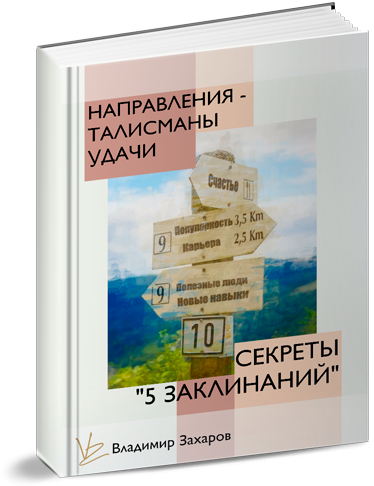 НАПРАВЛЕНИЯ -
ТАЛИСМАНЫ
УДАЧИ
Счастье
Популярность 3,5 Km
9 Карьера 2,5 Km
9 Полезные люди
Новые навыки
10
СЕКРЕТЫ
"5 ЗАКЛИНАНИЙ"
Владимир Захаров